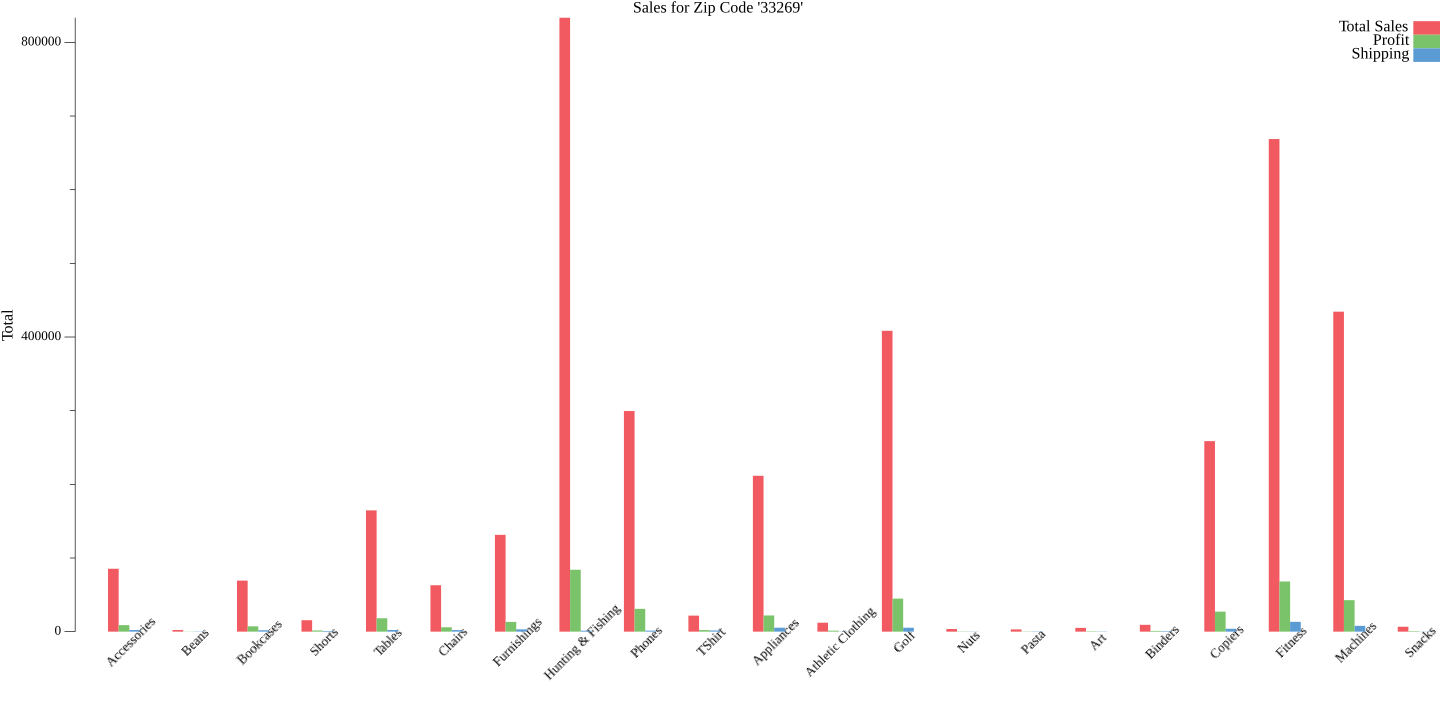 Sales for Zip Code '33269'
Total Sales
Profit
Shipping
Total
800000
400000
0
Accessories
Beans
Bookcases
Shorts
Tables
Chairs
Furnishings
Hunting & Fishing
Phones
TShirt
Appliances
Athletic Clothing
Golf
Nuts
Pasta
Art
Binders
Copiers
Fitness
Machines
Snacks